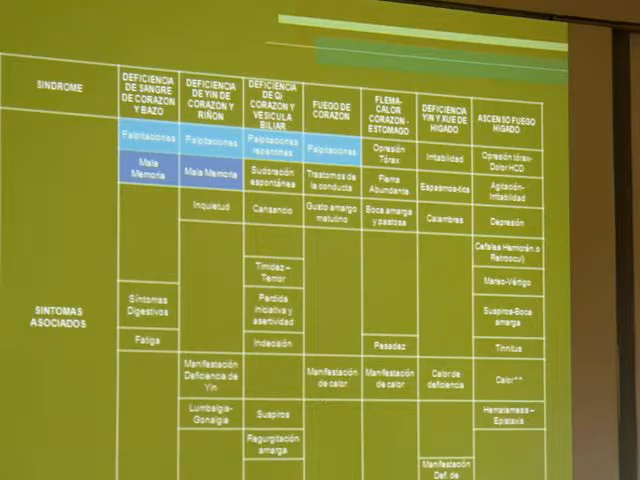 SINDROME
DEFICIENCIA
DE SANGRE
DE CORAZON
Y BAZO
DEFICIENCIA
DE YIN DE
CORAZON Y
RIÑON
DEFICIENCIA
DE Qi
CORAZON Y
VESICULA
BILIAR
FUEGO DE
CORAZON
FLEMA-
CALOR
CORAZON -
ESTOMAGO
DEFICIENCIA
YIN Y XUE DE
HIGADO
ASCENSO FUEGO
HIGADO
SINTOMAS
ASOCIADOS
Palpitaciones
Palpitaciones
Palpitaciones
repentinas
Palpitaciones
Opresión
Tórax
Irritabilidad
Opresión tórax-
Dolor HCD
Mala
Memoria
Mala Memoria
Sudoración
espontánea
Trastornos de
la conducta
Flema
Abundante
Espasmos-tics
Agitación-
Irritabilidad
Inquietud
Cansancio
Gusto amargo
matutino
Boca amarga
y pastosa
Calambres
Depresión
Cefalea Hemicrán.o
Retroocul)
Timidez –
Temor
Mareo-Vértigo
Síntomas
Digestivos
Perdida
iniciativa y
asertividad
Suspiros-Boca
amarga
Fatiga
Indecisión
Pesadez
Tinnitus
Manifestación
Deficiencia de
Yin
Manifestación
de calor
Manifestación
de calor
Calor de
deficiencia
Calor**
Lumbalgia-
Gonalgia
Suspiros
Hematemesis –
Epistaxis
Regurgitación
amarga
Manifestación
Def. de